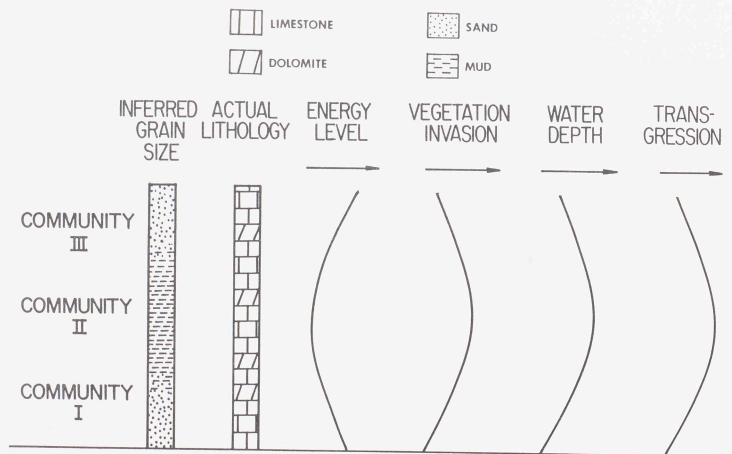 LIMESTONE
SAND
DOLOMITE
MUD
INFERRED
GRAIN
SIZE
ACTUAL
LITHOLOGY
ENERGY
LEVEL
VEGETATION
INVASION
WATER
DEPTH
TRANS-
GRESSION
COMMUNITY
III
COMMUNITY
II
COMMUNITY
I